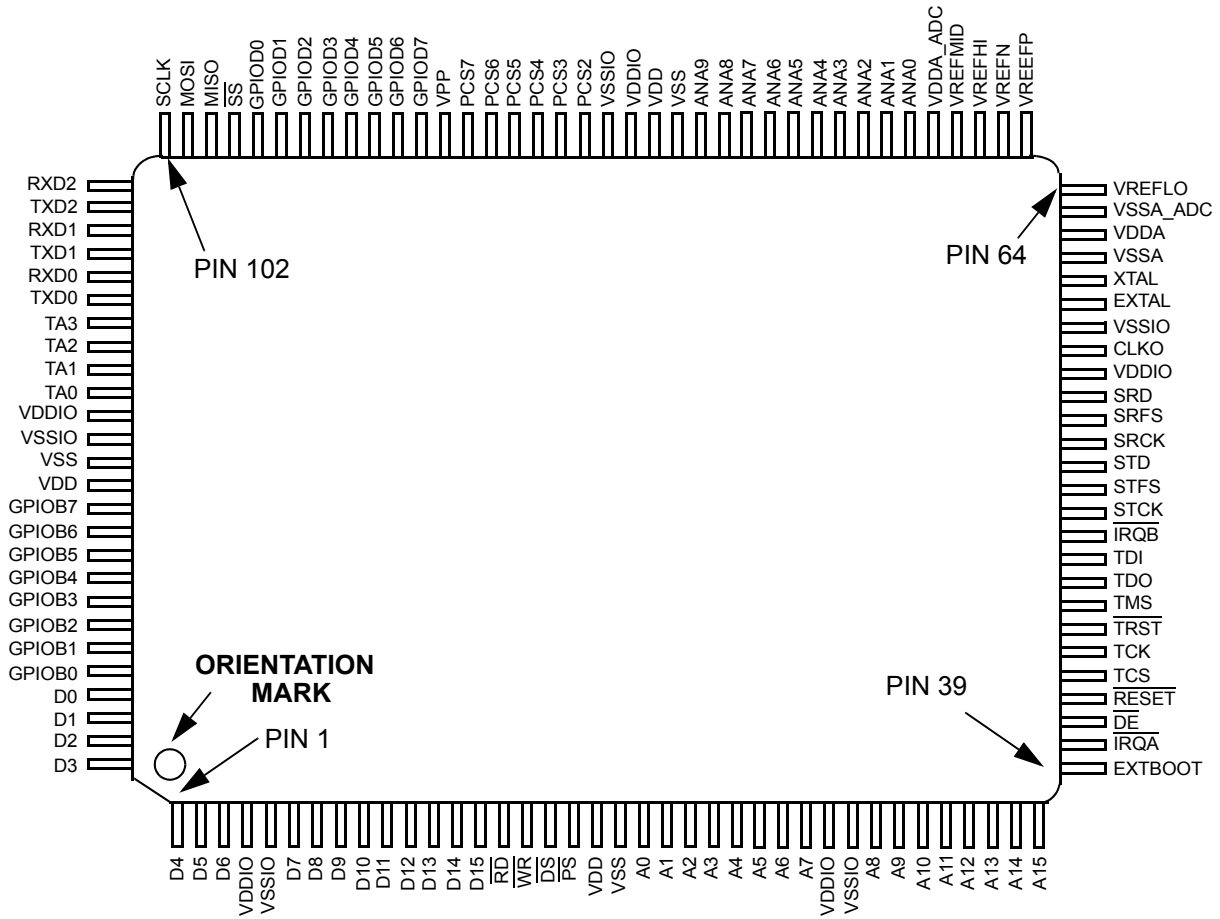 SCLK
MOSI
MISO
SS
GPIOD0
GPIOD1
GPIOD2
GPIOD3
GPIOD4
GPIOD5
GPIOD6
GPIOD7
VPP
PCS7
PCS6
PCS5
PCS4
PCS3
PCS2
VSSIO
VDDIO
VDD
VSS
ANA9
ANA8
ANA7
ANA6
ANA5
ANA4
ANA3
ANA2
ANA1
ANA0
VDDA_ADC
VREFMID
VREFHI
VREFN
VREEFP
RXD2
TXD2
RXD1
TXD1
RXD0
TXD0
TA3
TA2
TA1
TA0
VDDIO
VSSIO
VSS
VDD
GPIOB7
GPIOB6
GPIOB5
GPIOB4
GPIOB3
GPIOB2
GPIOB1
GPIOB0
D0
D1
D2
D3
PIN 102
PIN 64
ORIENTATION
MARK
PIN 1
PIN 39
VREFLO
VSSA_ADC
VDDA
VSSA
XTAL
EXTAL
VSSIO
CLKO
VDDIO
SRD
SRFS
SRCK
STD
STFS
STCK
IRQB
TDI
TDO
TMS
TRST
TCK
TCS
RESET
DE
IRQA
EXTBOOT
D4
D5
D6
VDDIO
VSSIO
D7
D8
D9
D10
D11
D12
D13
D14
D15
RD
WR
DS
PS
VDD
VSS
A0
A1
A2
A3
A4
A5
A6
A7
VDDIO
VSSIO
A8
A9
A10
A11
A12
A13
A14
A15